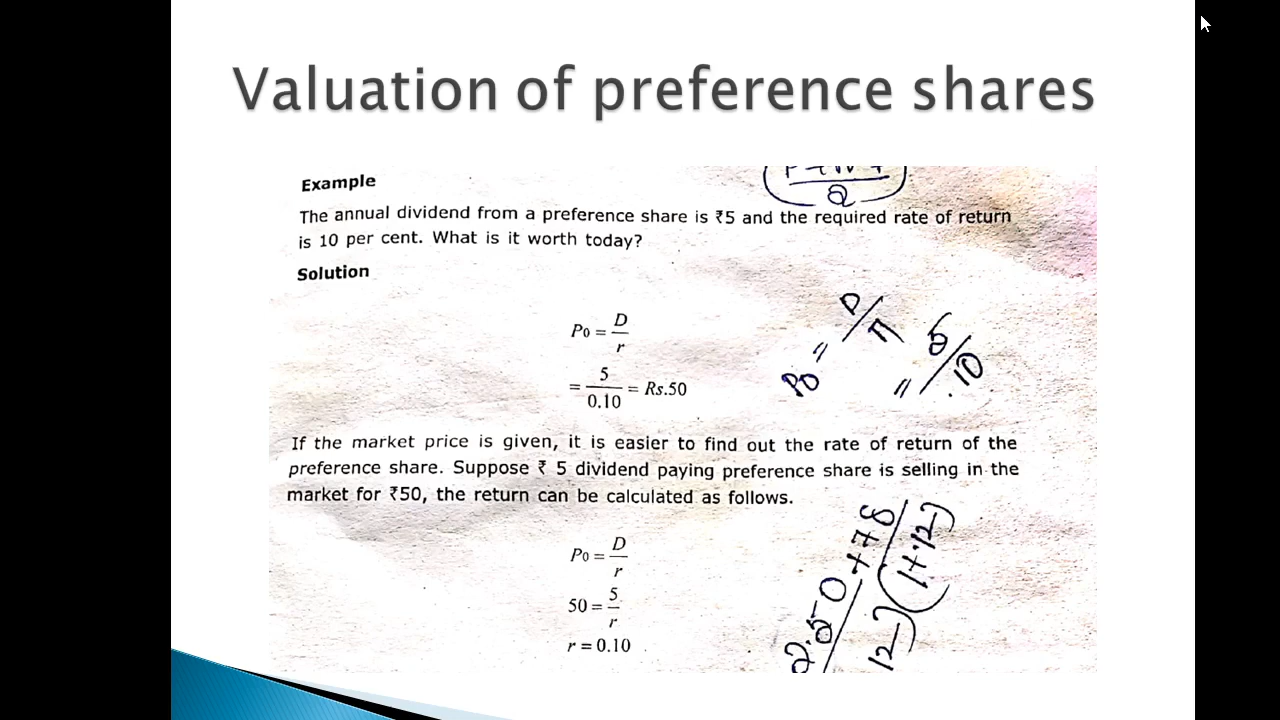 Valuation of preference shares
Example
The annual dividend from a preference share is ₹5 and the required rate of return
is 10 per cent. What is it worth today?
Solution
P0 = D/r
= 5/0.10 = Rs.50
P0 = D/r
= 5/.10
If the market price is given, it is easier to find out the rate of return of the
preference share. Suppose ₹ 5 dividend paying preference share is selling in the
market for ₹50, the return can be calculated as follows.
P0 = D/r
50 = 5/r
r = 0.10
+78
(1+.12)